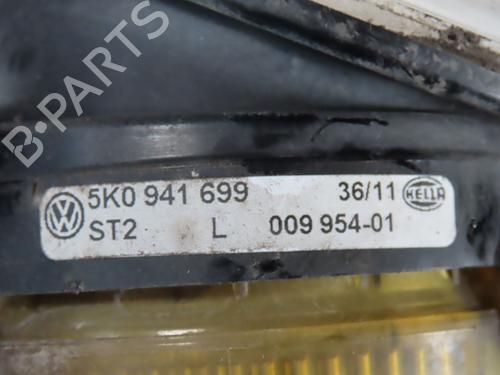 B-PARTS
5K0 941 699 36/11 HELLA
ST2 L 009 954-01